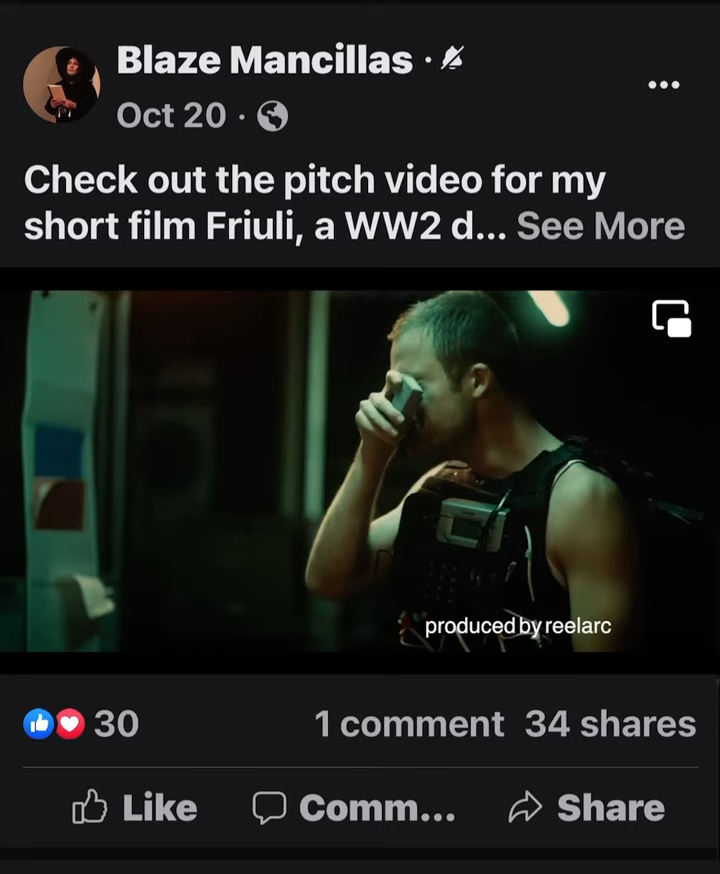 Blaze Mancillas ·
Oct 20 ·
Check out the pitch video for my
short film Friuli, a WW2 d... See More
produced by reelarc
30 1 comment 34 shares
Like Comm... Share